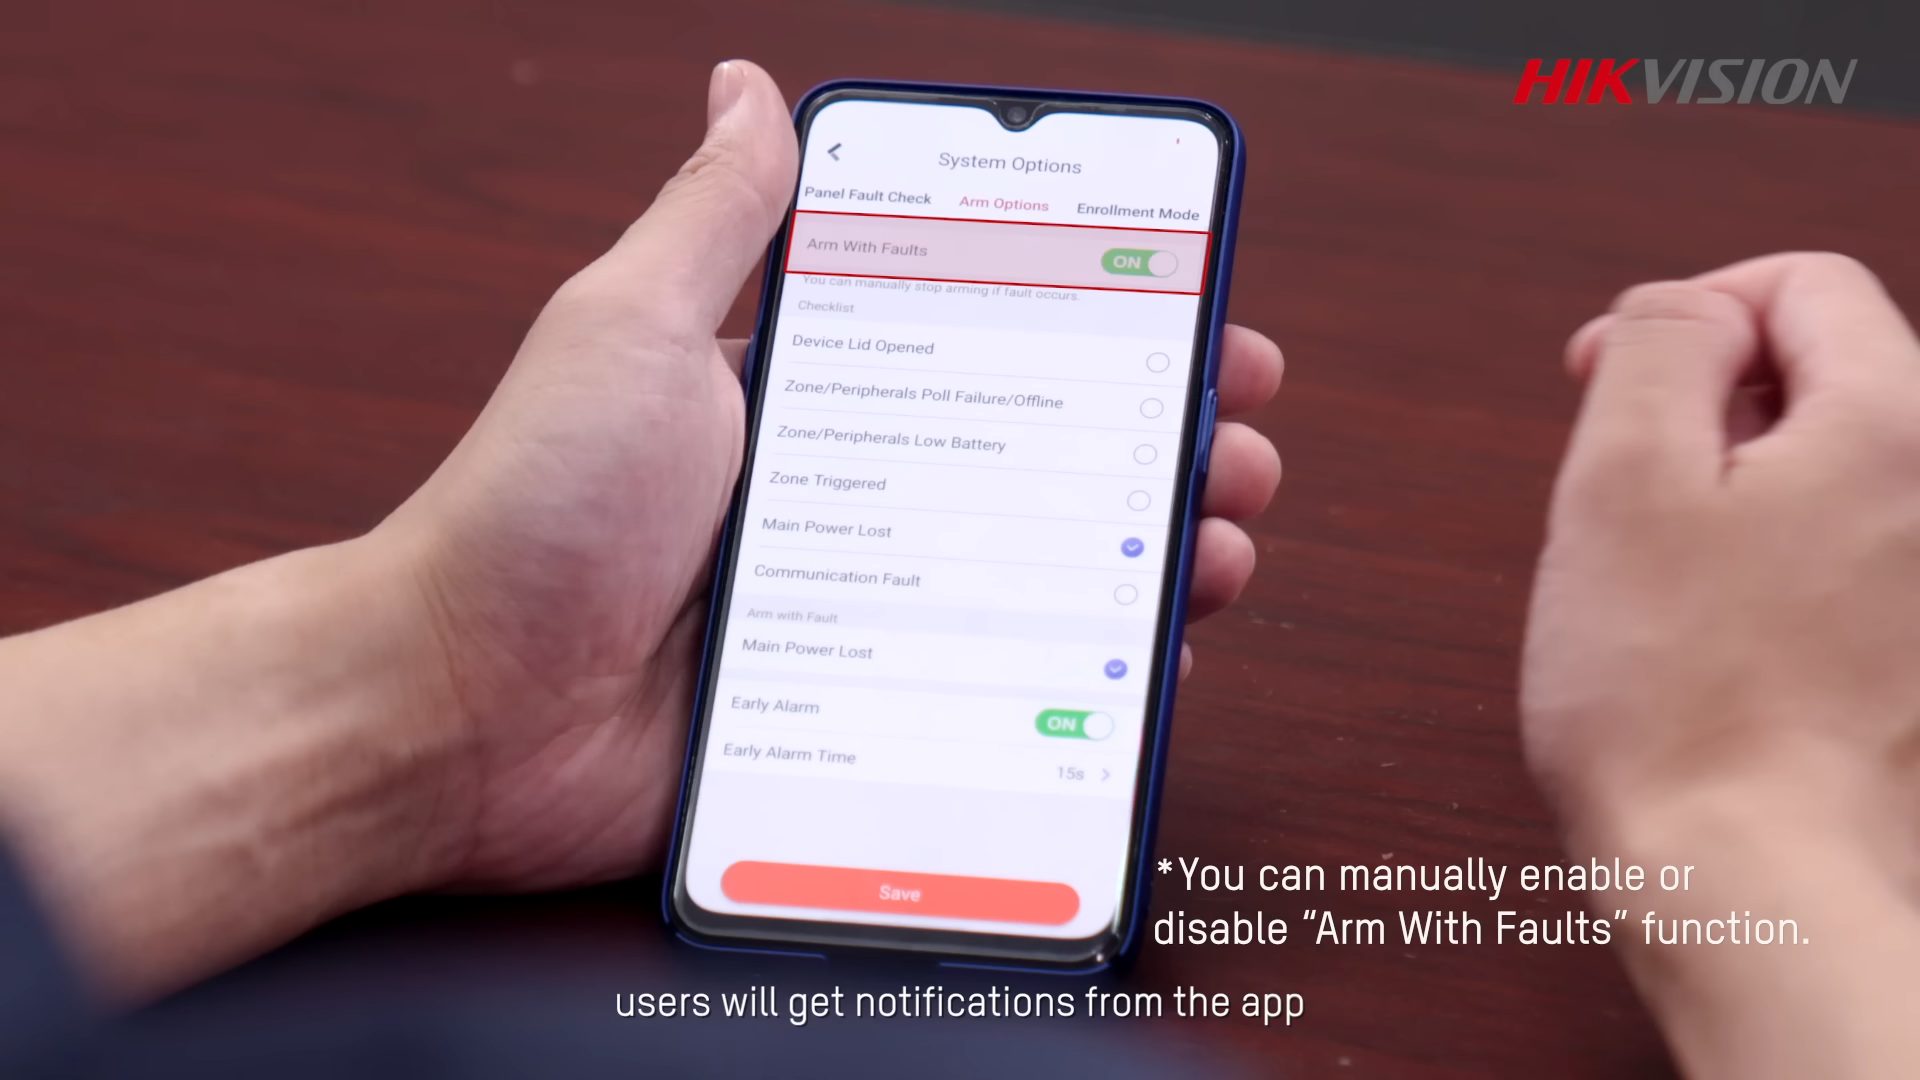 HIKVISION
System Options
Panel Fault Check Arm Options Enrollment Mode
Arm With Faults ON
You can manually stop arming if fault occurs.
Checklist
Device Lid Opened
Zone/Peripherals Poll Failure/Offline
Zone/Peripherals Low Battery
Zone Triggered
Main Power Lost
Communication Fault
Arm with Fault
Main Power Lost
Early Alarm ON
Early Alarm Time 15s
Save
*You can manually enable or
disable “Arm With Faults” function.
users will get notifications from the app